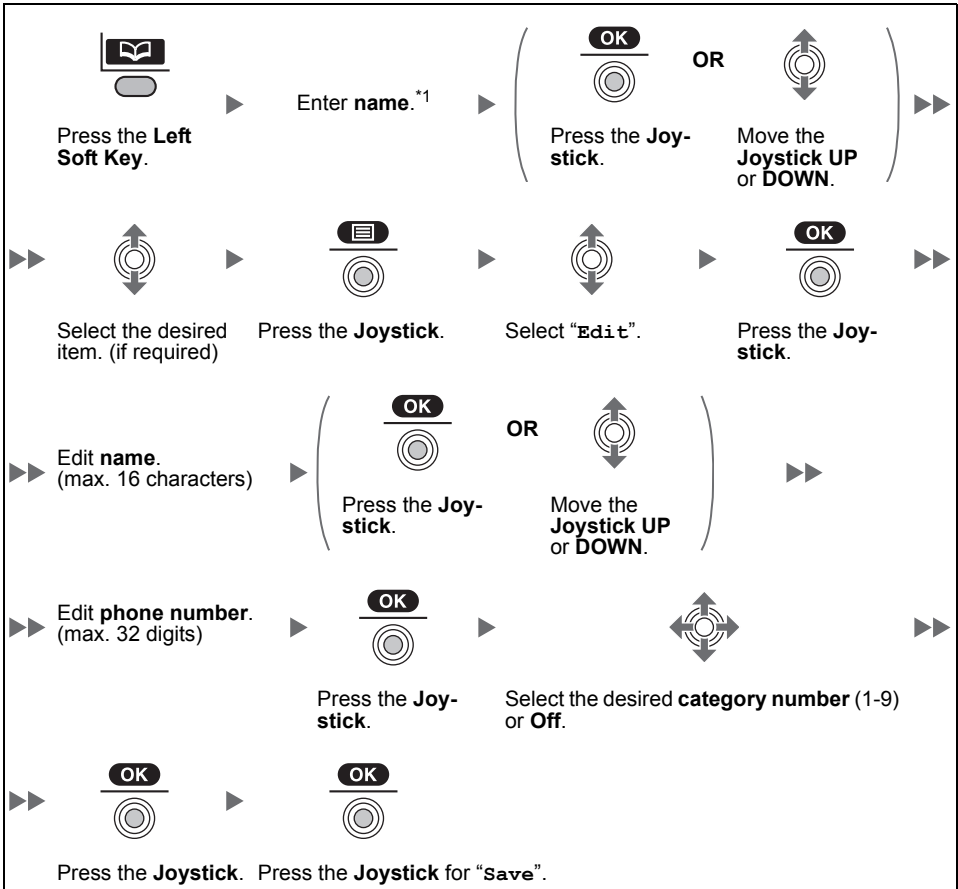 Press the Left
Soft Key.
Enter name.*1
OK
Press the Joy-
stick.
OR
Move the
Joystick UP
or DOWN.
Select the desired
item. (if required)
Press the Joystick.
Select “Edit”.
OK
Press the Joy-
stick.
Edit name.
(max. 16 characters)
OK
Press the Joy-
stick.
OR
Move the
Joystick UP
or DOWN.
Edit phone number.
(max. 32 digits)
OK
Press the Joy-
stick.
Select the desired category number (1-9)
or Off.
OK
Press the Joystick.
OK
Press the Joystick for “Save”.